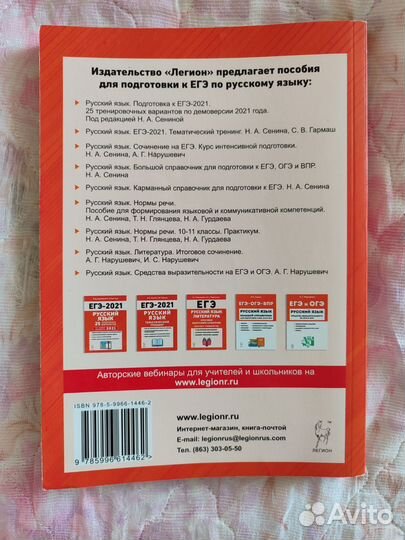 Издательство «Легион» предлагает пособия
для подготовки к ЕГЭ по русскому языку:
Русский язык. Подготовка к ЕГЭ-2021.
25 тренировочных вариантов по демоверсии 2021 года.
Под редакцией Н. А. Сениной
Русский язык. ЕГЭ-2021. Тематический тренинг. Н. А. Сенина, С. В. Гармаш
Русский язык. Сочинение на ЕГЭ. Курс интенсивной подготовки.
Н. А. Сенина, А. Г. Нарушевич
Русский язык. Большой справочник для подготовки к ЕГЭ, ОГЭ и ВПР.
Н. А. Сенина
Русский язык. Карманный справочник для подготовки к ЕГЭ. Н. А. Сенина
Русский язык. Нормы речи.
Пособие для формирования языковой и коммуникативной компетенций.
Н. А. Сенина, Т. Н. Глянцева, Н. А. Гурдаева
Русский язык. Нормы речи. 10-11 классы. Практикум.
Н. А. Сенина, Т. Н. Глянцева, Н. А. Гурдаева
Русский язык. Литература. Итоговое сочинение.
А. Г. Нарушевич, И. С. Нарушевич
Русский язык. Средства выразительности на ЕГЭ и ОГЭ. А. Г. Нарушевич
ЕГЭ-2021
РУССКИЙ ЯЗЫК
25
ЕГЭ-2021
РУССКИЙ ЯЗЫК
ЕГЭ
РУССКИЙ ЯЗЫК
ЛИТЕРАТУРА
ЕГЭ-ОГЭ-ВПР
РУССКИЙ ЯЗЫК
ЕГЭ и ОГЭ
РУССКИЙ ЯЗЫК
Авторские вебинары для учителей и школьников на
www.legionr.ru
ISBN 978-5-9966-1446-2
9 785996 614462 >
www.legionr.ru
Интернет-магазин, книга-почтой
E-mail: legionrus@legionrus.com
Тел. (863) 303-05-50
ЛЕГИОН
Avito